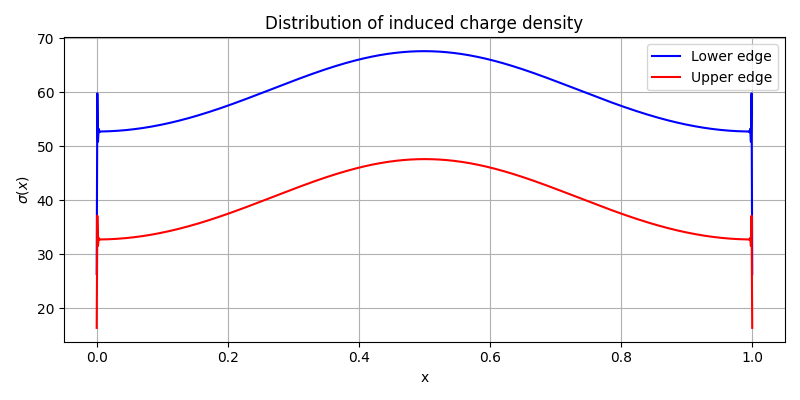 Distribution of induced charge density
Lower edge
Upper edge
70
60
50
40
30
20
σ(x)
0.0 0.2 0.4 0.6 0.8 1.0
x